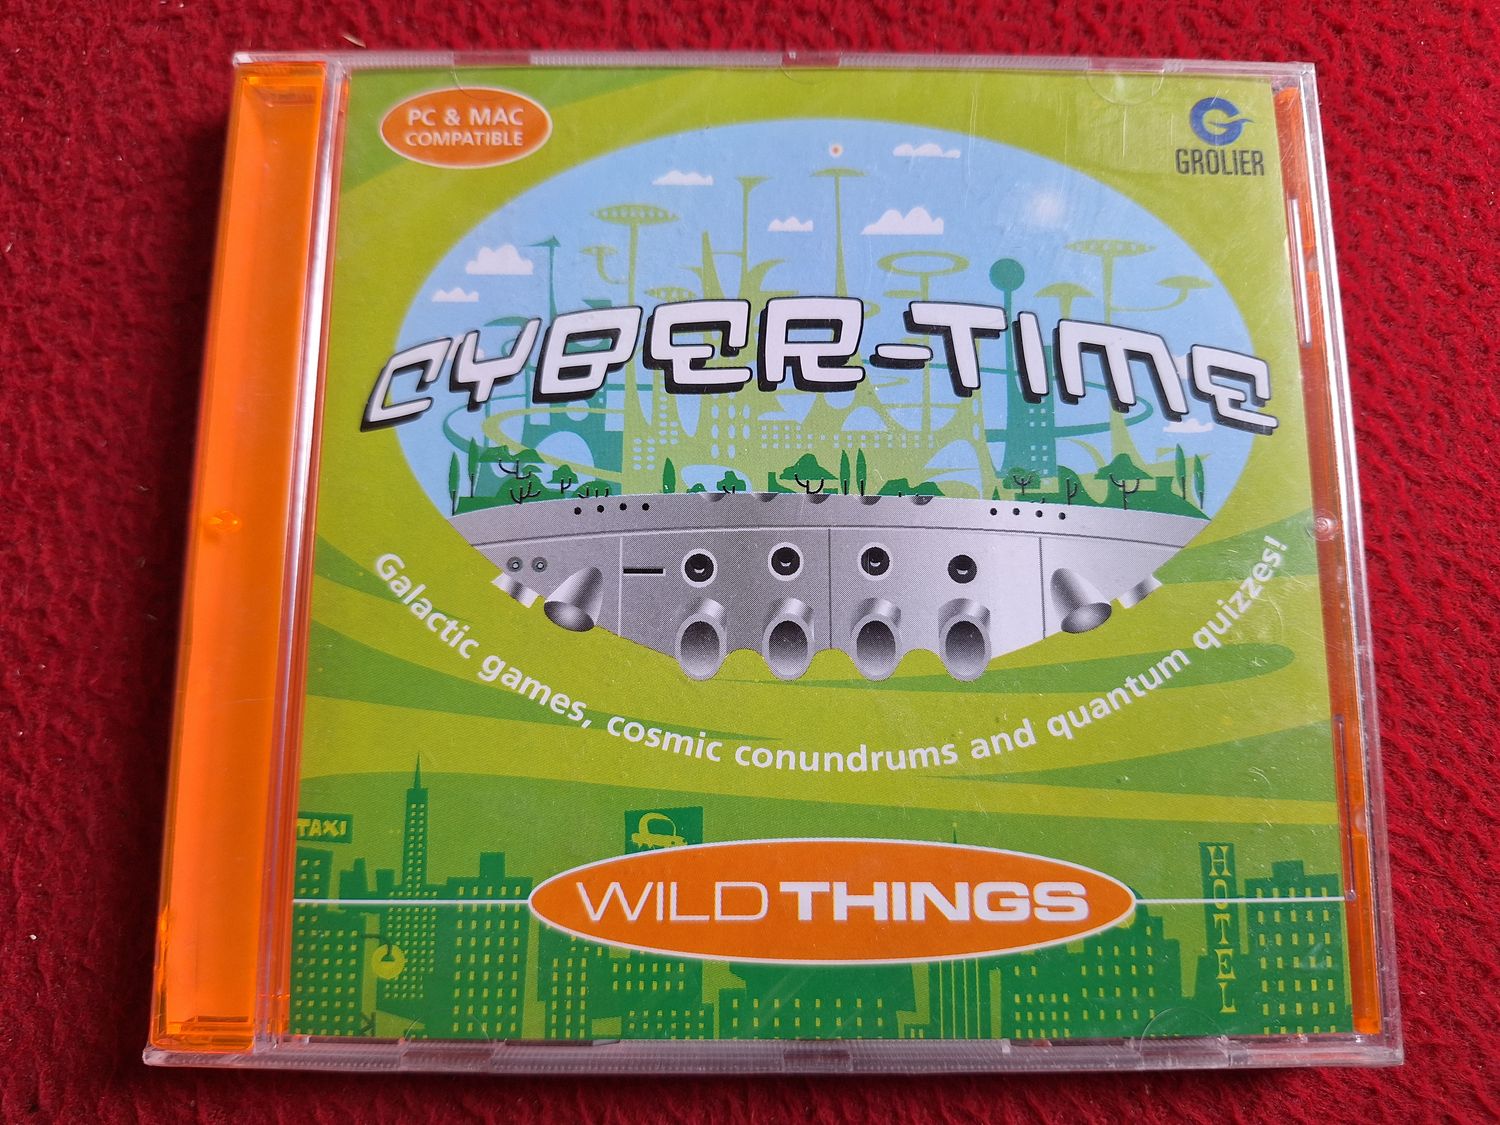 PC & MAC
COMPATIBLE
GROLIER
CYBER-TIME
Galactic games, cosmic conundrums and quantum quizzes!
TAXI
WILD THINGS
HOTEL